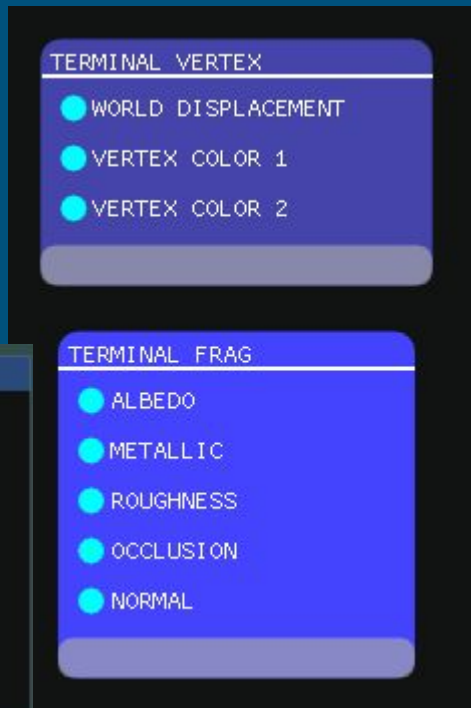 TERMINAL VERTEX
WORLD DISPLACEMENT
VERTEX COLOR 1
VERTEX COLOR 2
TERMINAL FRAG
ALBEDO
METALLIC
ROUGHNESS
OCCLUSION
NORMAL